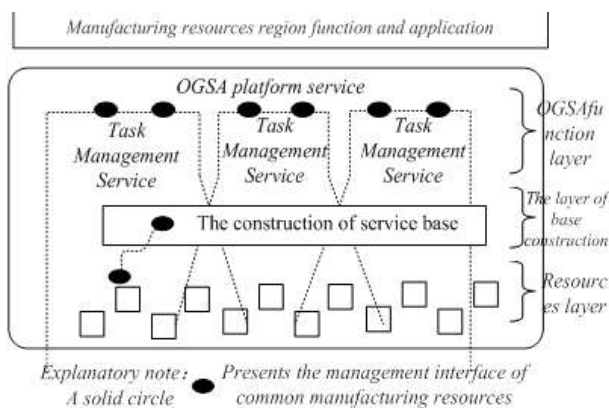 Manufacturing resources region function and application
OGSA platform service
Task
Management
Service
Task
Management
Service
Task
Management
Service
OGSAfu
nction
layer
The construction of service base
The layer of
base
construction
Resourc
es layer
Explanatory note:
A solid circle
Presents the management interface of
common manufacturing resources